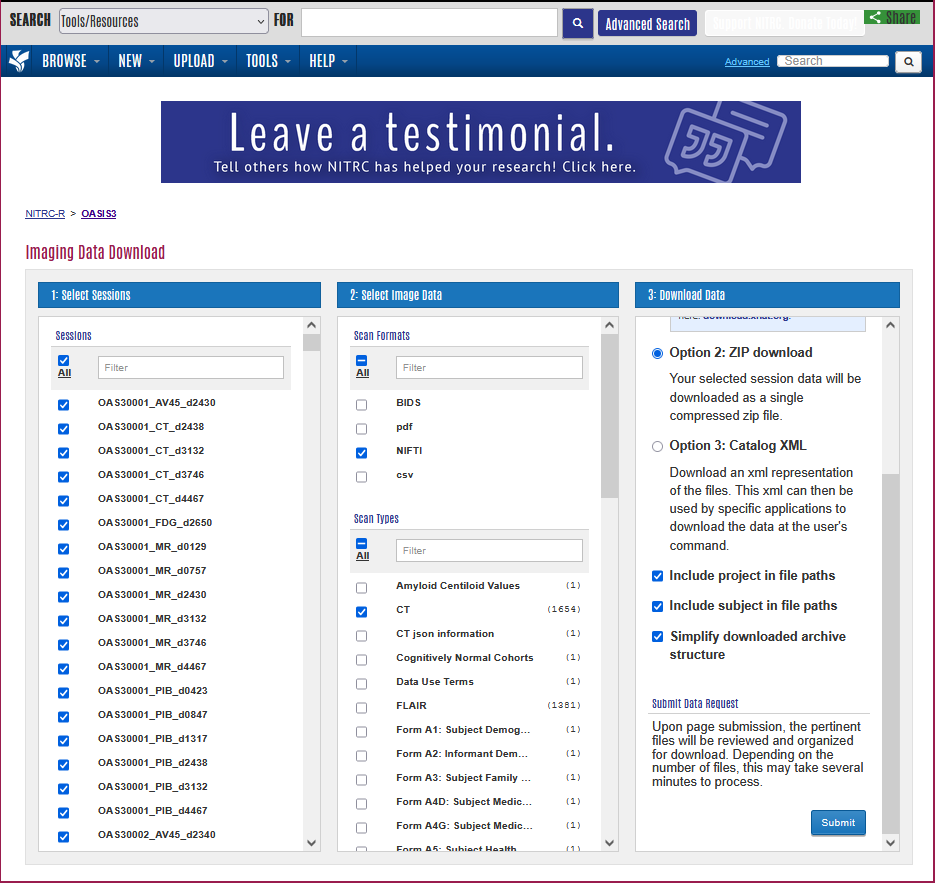 SEARCH Tools/Resources FOR Advanced Search Support NITRC: Donate Today Share
BROWSE NEW UPLOAD TOOLS HELP Advanced Search
Leave a testimonial.
Tell others how NITRC has helped your research! Click here.
NITRC-R > OASIS3
Imaging Data Download
1: Select Sessions
Sessions
All Filter
OAS30001_AV45_d2430
OAS30001_CT_d2438
OAS30001_CT_d3132
OAS30001_CT_d3746
OAS30001_CT_d4467
OAS30001_FDG_d2650
OAS30001_MR_d0129
OAS30001_MR_d0757
OAS30001_MR_d2430
OAS30001_MR_d3132
OAS30001_MR_d3746
OAS30001_MR_d4467
OAS30001_PIB_d0423
OAS30001_PIB_d0847
OAS30001_PIB_d1317
OAS30001_PIB_d2438
OAS30001_PIB_d3132
OAS30001_PIB_d4467
OAS30002_AV45_d2340
2: Select Image Data
Scan Formats
All Filter
BIDS
pdf
NIFTI
csv
Scan Types
All Filter
Amyloid Centiloid Values (1)
CT (1654)
CT json information (1)
Cognitively Normal Cohorts (1)
Data Use Terms (1)
FLAIR (1381)
Form A1: Subject Demog... (1)
Form A2: Informant Dem... (1)
Form A3: Subject Family ... (1)
Form A4D: Subject Medic... (1)
Form A4G: Subject Medic... (1)
Form A5: Subject Health (1)
3: Download Data
here: download.xnat.org.
Option 2: ZIP download
Your selected session data will be
downloaded as a single
compressed zip file.
Option 3: Catalog XML
Download an xml representation
of the files. This xml can then be
used by specific applications to
download the data at the user's
command.
Include project in file paths
Include subject in file paths
Simplify downloaded archive
structure
Submit Data Request
Upon page submission, the pertinent
files will be reviewed and organized
for download. Depending on the
number of files, this may take several
minutes to process.
Submit